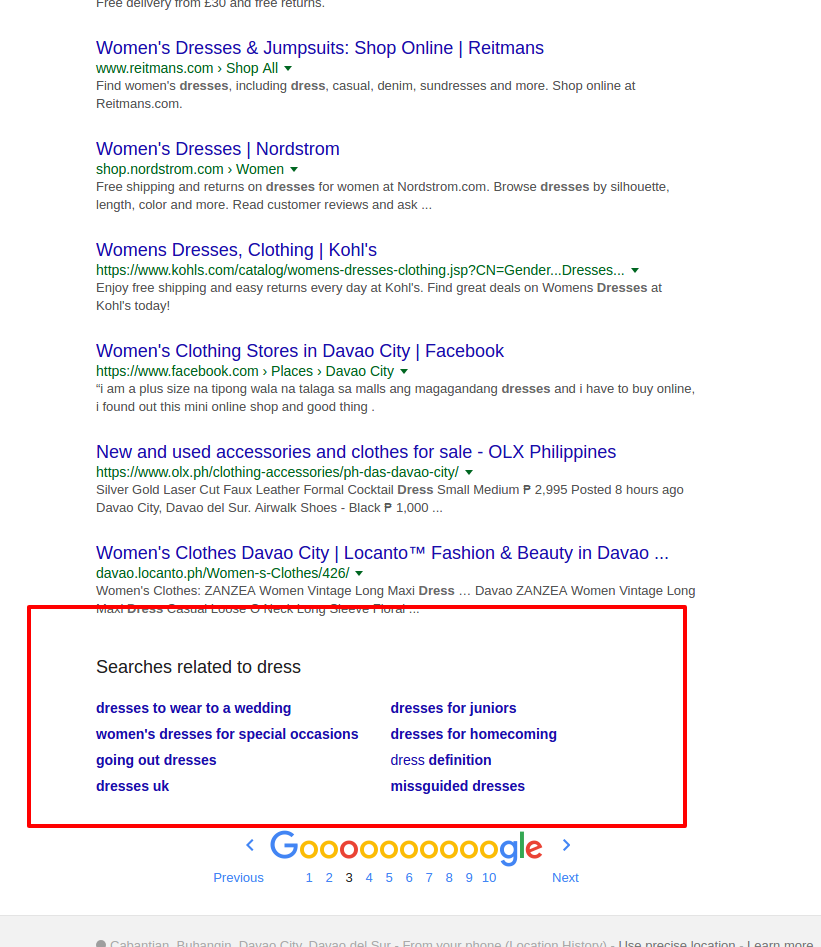 Free delivery from £30 and free returns.
Women's Dresses & Jumpsuits: Shop Online | Reitmans
www.reitmans.com › Shop All
Find women's dresses, including dress, casual, denim, sundresses and more. Shop online at
Reitmans.com.
Women's Dresses | Nordstrom
shop.nordstrom.com › Women
Free shipping and returns on dresses for women at Nordstrom.com. Browse dresses by silhouette,
length, color and more. Read customer reviews and ask ...
Womens Dresses, Clothing | Kohl's
https://www.kohls.com/catalog/womens-dresses-clothing.jsp?CN=Gender...Dresses...
Enjoy free shipping and easy returns every day at Kohl's. Find great deals on Womens Dresses at
Kohl's today!
Women's Clothing Stores in Davao City | Facebook
https://www.facebook.com › Places › Davao City
“i am a plus size na tipong wala na talaga sa malls ang magagandang dresses and i have to buy online,
i found out this mini online shop and good thing .
New and used accessories and clothes for sale - OLX Philippines
https://www.olx.ph/clothing-accessories/ph-das-davao-city/
Silver Gold Laser Cut Faux Leather Formal Cocktail Dress Small Medium ₱ 2,995 Posted 8 hours ago
Davao City, Davao del Sur. Airwalk Shoes - Black ₱ 1,000 ...
Women's Clothes Davao City | Locanto™ Fashion & Beauty in Davao ...
davao.locanto.ph/Women-s-Clothes/426/
Women's Clothes: ZANZEA Women Vintage Long Maxi Dress … Davao ZANZEA Women Vintage Long
Maxi Dress Casual Loose O Neck Long Sleeve Floral ...
Searches related to dress
dresses to wear to a wedding
women's dresses for special occasions
going out dresses
dresses uk
dresses for juniors
dresses for homecoming
dress definition
missguided dresses
Goooooooooogle
Previous 1 2 3 4 5 6 7 8 9 10 Next
Cabantian, Buhangin, Davao City, Davao del Sur - From your phone (Location History) - Use precise location - Learn more